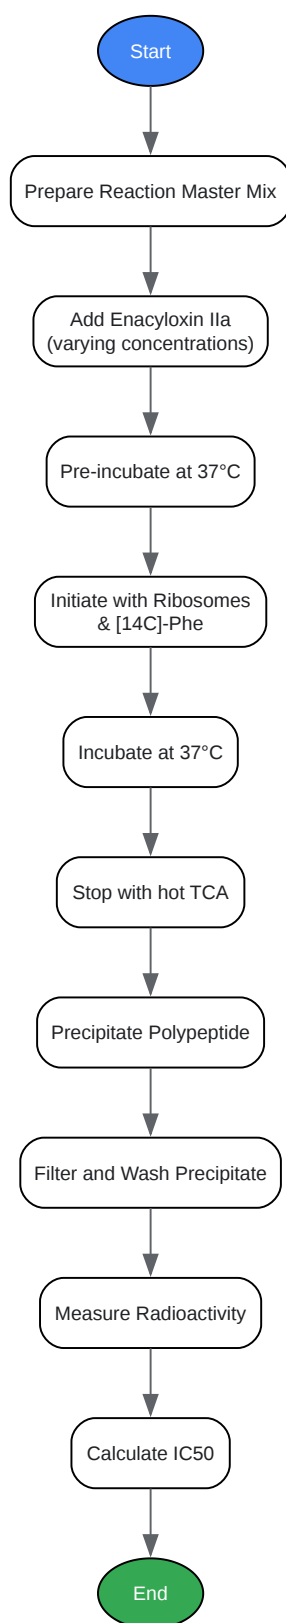 Start
Prepare Reaction Master Mix
Add Enacyloxin IIa
(varying concentrations)
Pre-incubate at 37°C
Initiate with Ribosomes
& [14C]-Phe
Incubate at 37°C
Stop with hot TCA
Precipitate Polypeptide
Filter and Wash Precipitate
Measure Radioactivity
Calculate IC50
End